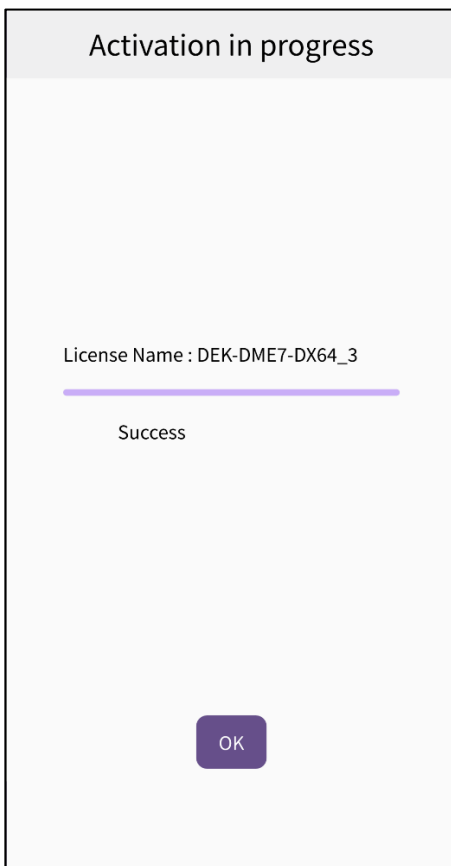 Activation in progress
License Name : DEK-DME7-DX64_3
Success
OK